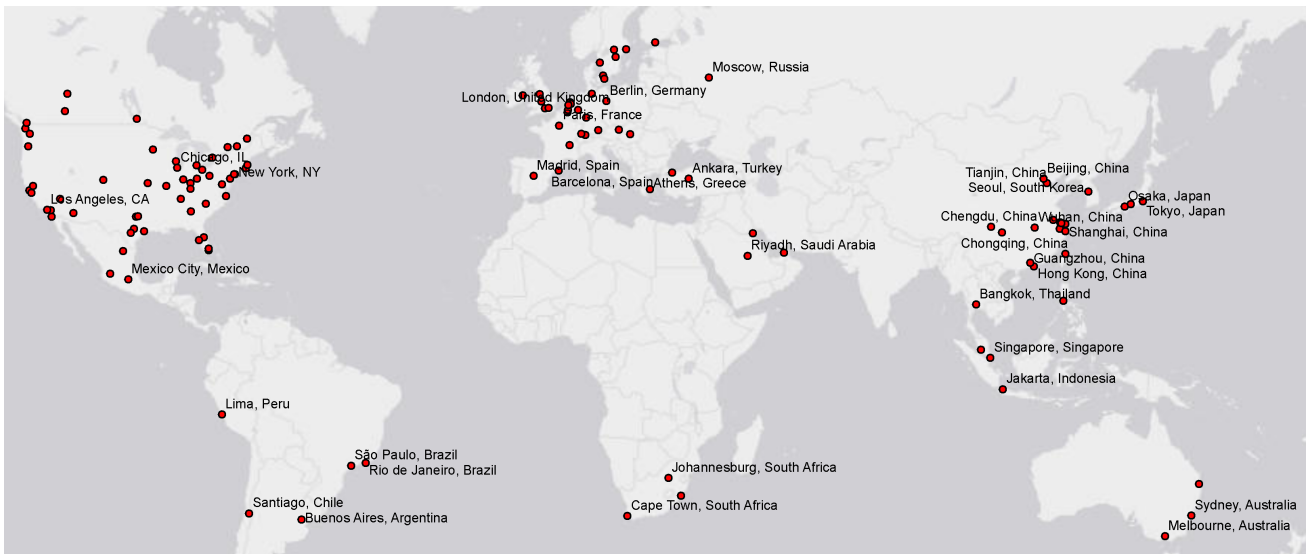 Moscow, Russia
Berlin, Germany
London, United Kingdom
Paris, France
Chicago, IL
New York, NY
Madrid, Spain
Ankara, Turkey
Barcelona, Spain
Athens, Greece
Los Angeles, CA
Tianjin, China
Beijing, China
Seoul, South Korea
Osaka, Japan
Tokyo, Japan
Chengdu, China
Wuhan, China
Shanghai, China
Chongqing, China
Riyadh, Saudi Arabia
Guangzhou, China
Hong Kong, China
Mexico City, Mexico
Bangkok, Thailand
Singapore, Singapore
Jakarta, Indonesia
Lima, Peru
São Paulo, Brazil
Rio de Janeiro, Brazil
Johannesburg, South Africa
Santiago, Chile
Cape Town, South Africa
Sydney, Australia
Buenos Aires, Argentina
Melbourne, Australia